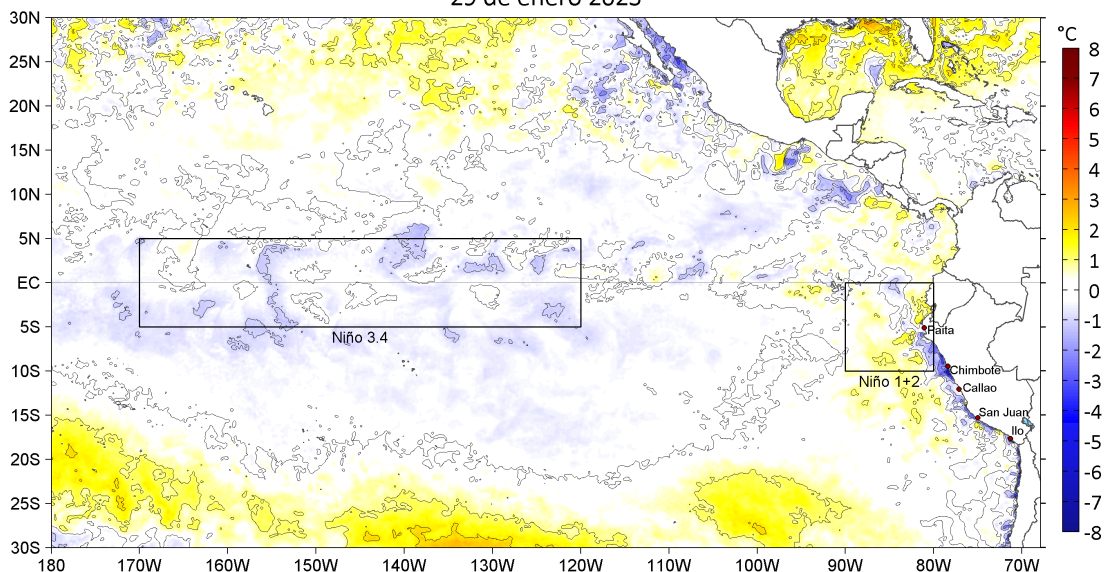 29 de enero 2023
°C
30N
25N
20N
15N
10N
5N
EC
5S
10S
15S
20S
25S
30S
180W
170W
160W
150W
140W
130W
120W
110W
100W
90W
80W
70W
Niño 3.4
Niño 1+2
Paita
Chimbote
Callao
San Juan
Ilo
8
7
6
5
4
3
2
1
0
-1
-2
-3
-4
-5
-6
-7
-8